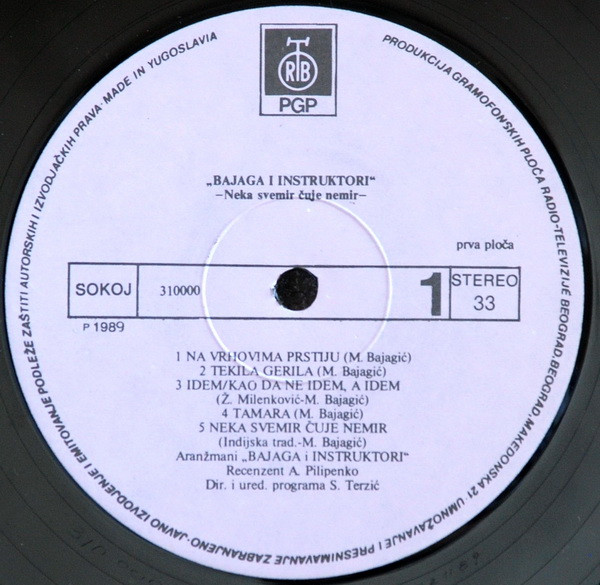 RTB
PGP
„BAJAGA I INSTRUKTORI“
–Neka svemir čuje nemir–
prva ploča
SOKOJ
310000
1
STEREO
33
P 1989
1 NA VRHOVIMA PRSTIJU (M. Bajagić)
2 TEKILA GERILA (M. Bajagić)
3 IDEM/KAO DA NE IDEM, A IDEM
(Ž. Milenković-M. Bajagić)
4 TAMARA (M. Bajagić)
5 NEKA SVEMIR ČUJE NEMIR
(Indijska trad.-M. Bajagić)
Aranžmani „BAJAGA i INSTRUKTORI“
Recenzent A. Pilipenko
Dir. i ured. programa S. Terzić
PRODUKCIJA GRAMOFONSKIH PLOČA RADIO-TELEVIZIJE BEOGRAD, BEOGRAD, MAKEDONSKA 21 UMNOŽAVANJE I PRESNIMAVANJE ZABRANJENO-JAVNO IZVODJENJE I EMITOVANJE PODLEŽE ZAŠTITI AUTORSKIH I IZVODJAČKIH PRAVA·MADE IN YUGOSLAVIA